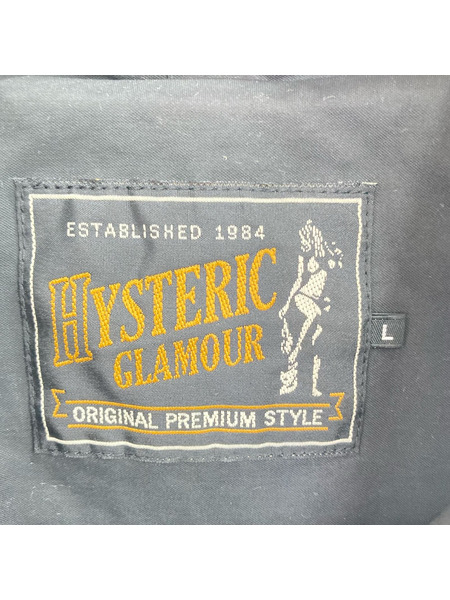 ESTABLISHED 1984
HYSTERIC
GLAMOUR
ORIGINAL PREMIUM STYLE
L